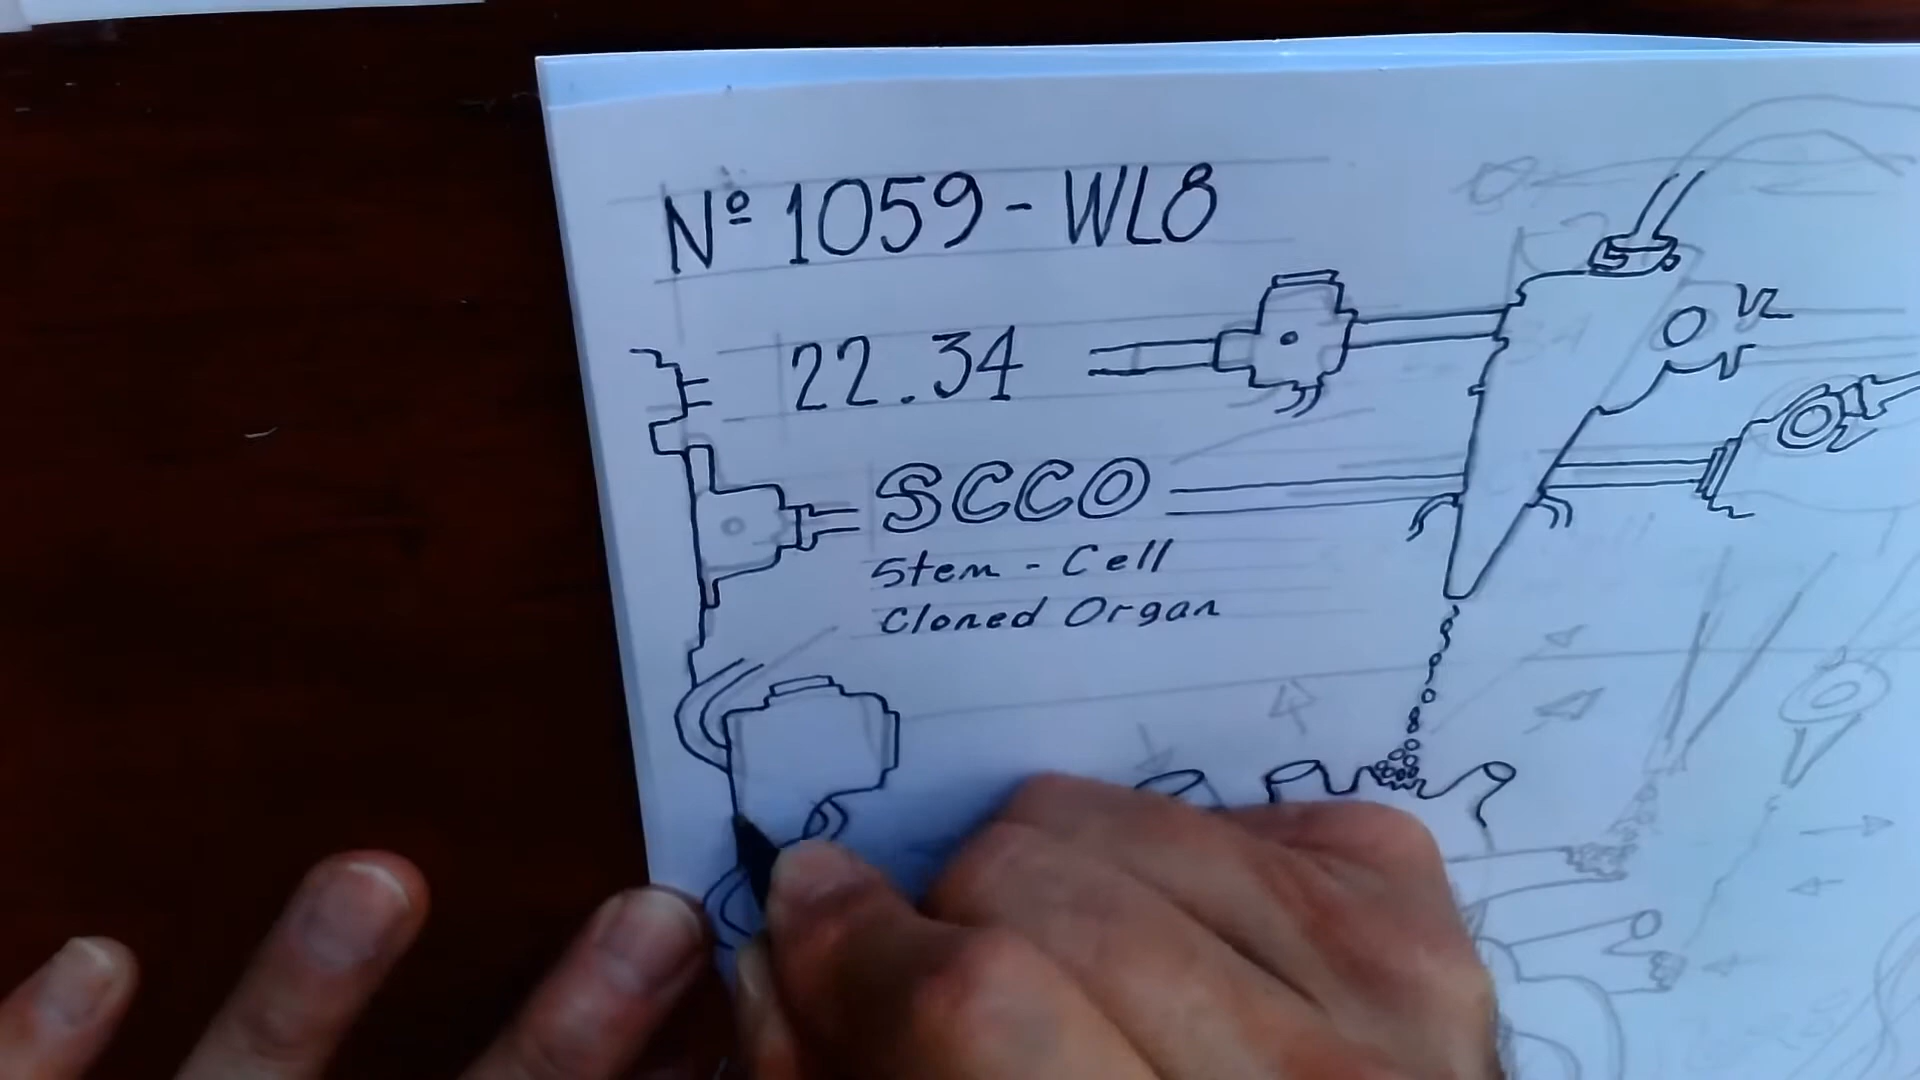 Nº 1059 - WL8
22.34
SCCO
Stem - Cell
Cloned Organ